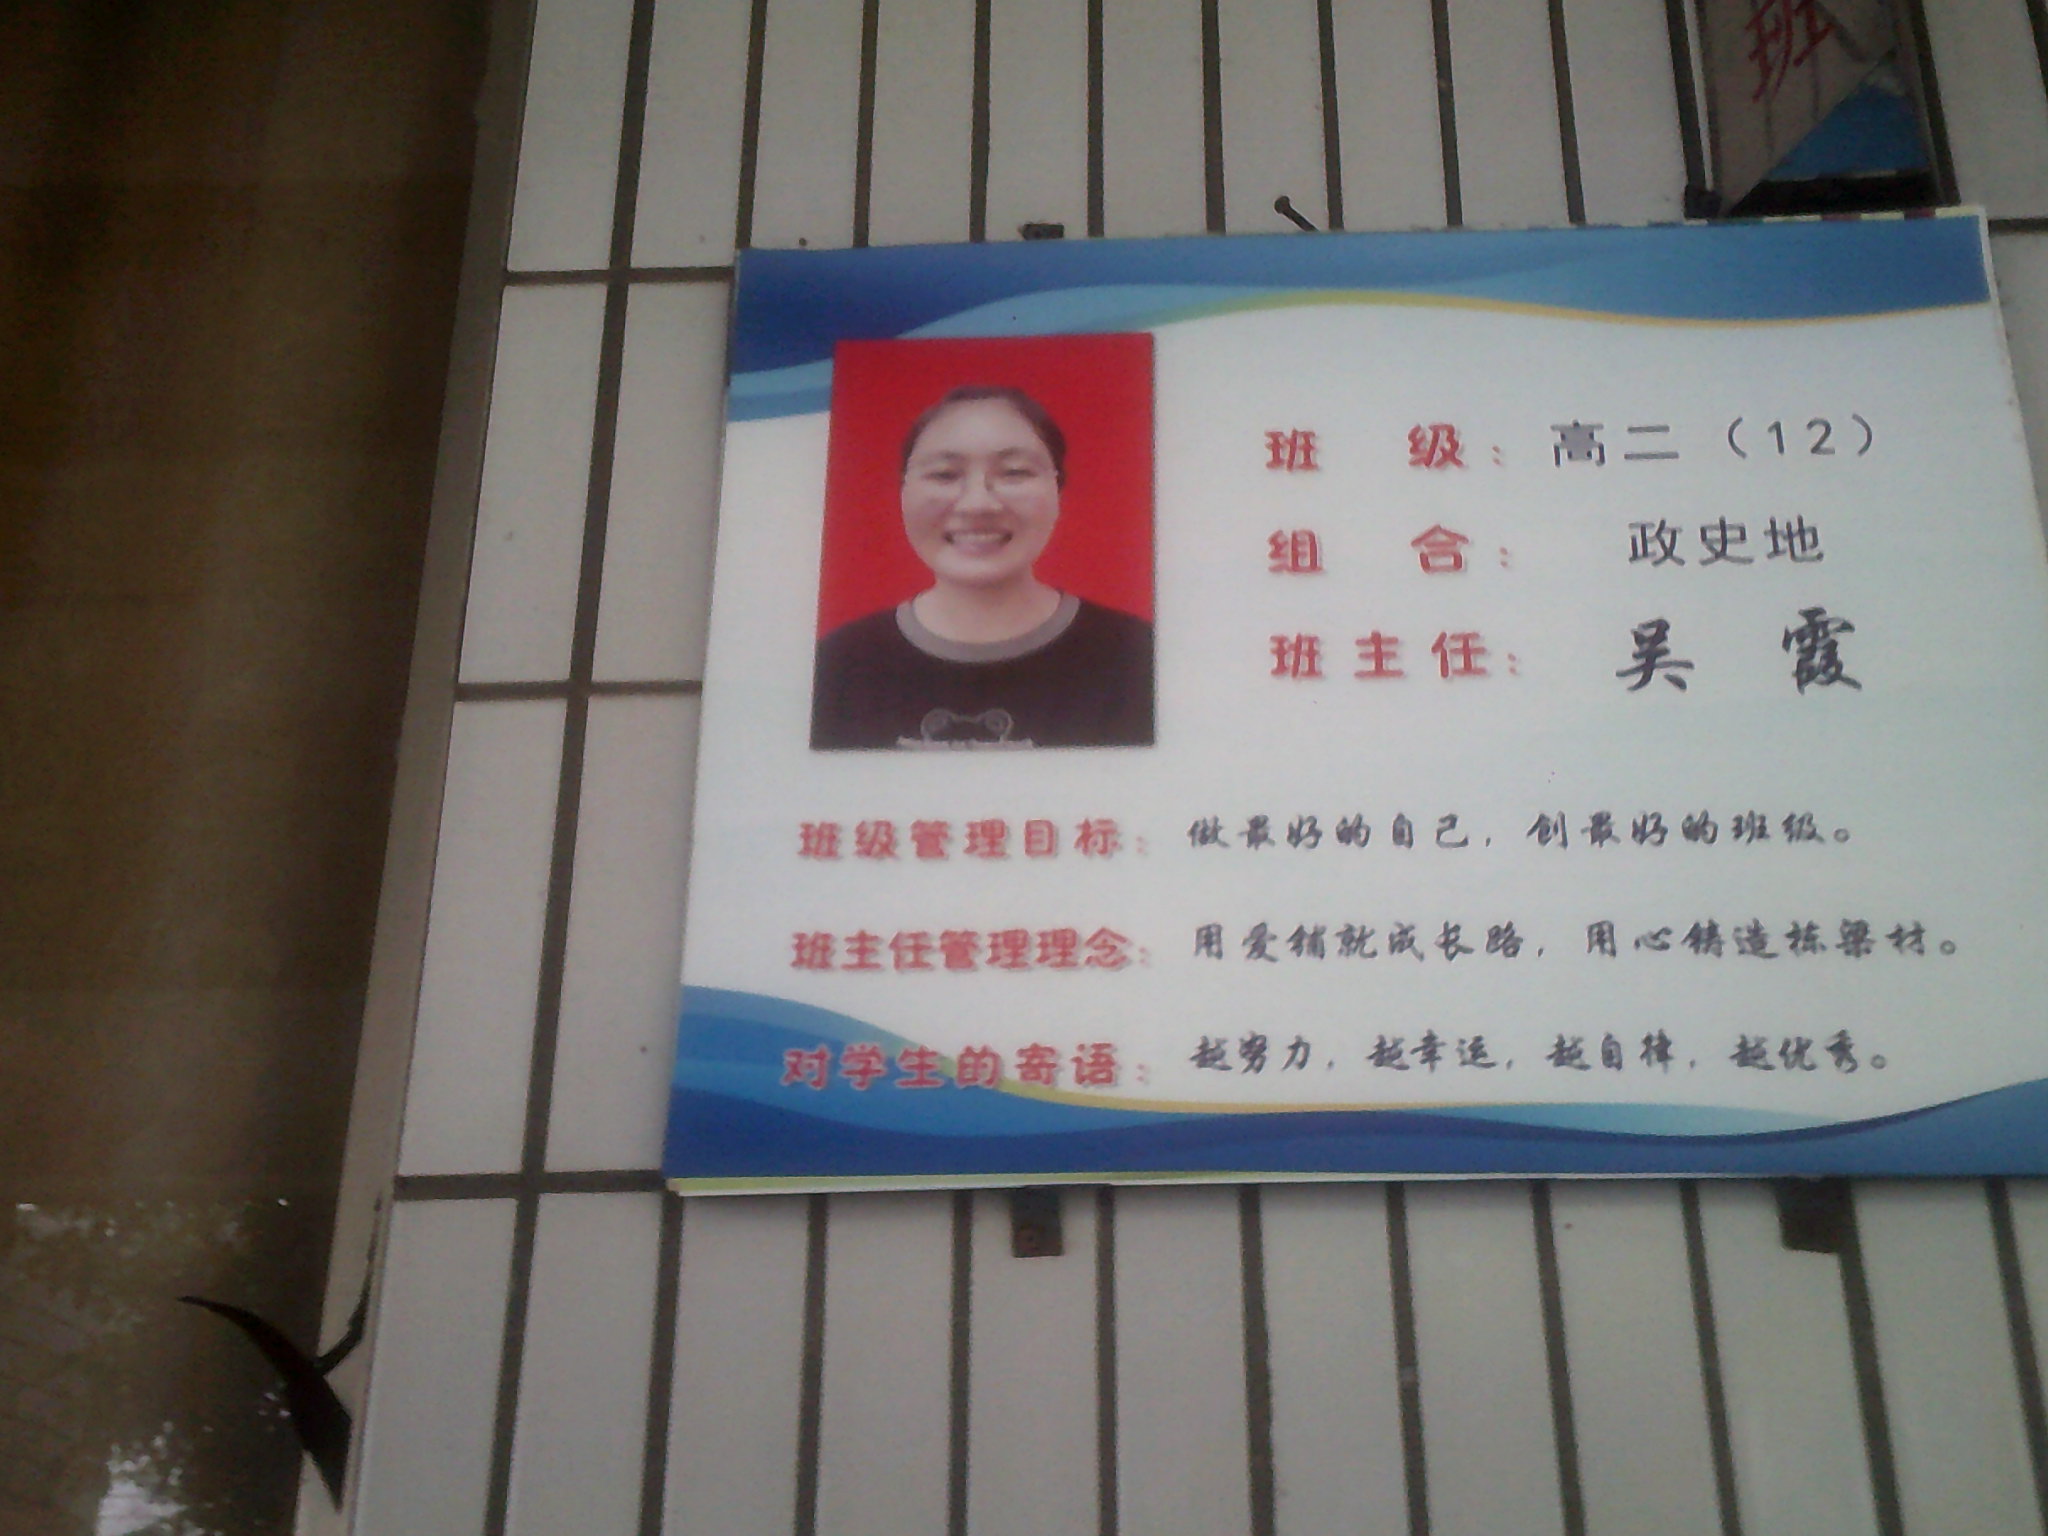 班
班 级：高二（12）
组 合：政史地
班主任：吴 霞
班级管理目标：做最好的自己，创最好的班级。
班主任管理理念：用爱铺就成长路，用心铸造栋梁材。
对学生的寄语：越努力，越幸运，越自律，越优秀。